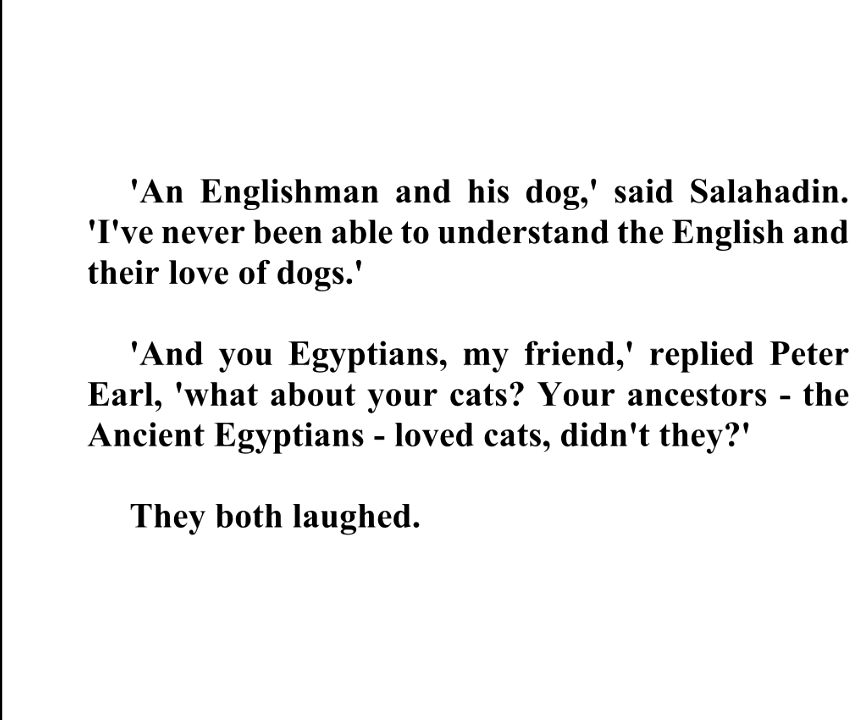 'An Englishman and his dog,' said Salahadin.
'I've never been able to understand the English and
their love of dogs.'
'And you Egyptians, my friend,' replied Peter
Earl, 'what about your cats? Your ancestors - the
Ancient Egyptians - loved cats, didn't they?'
They both laughed.